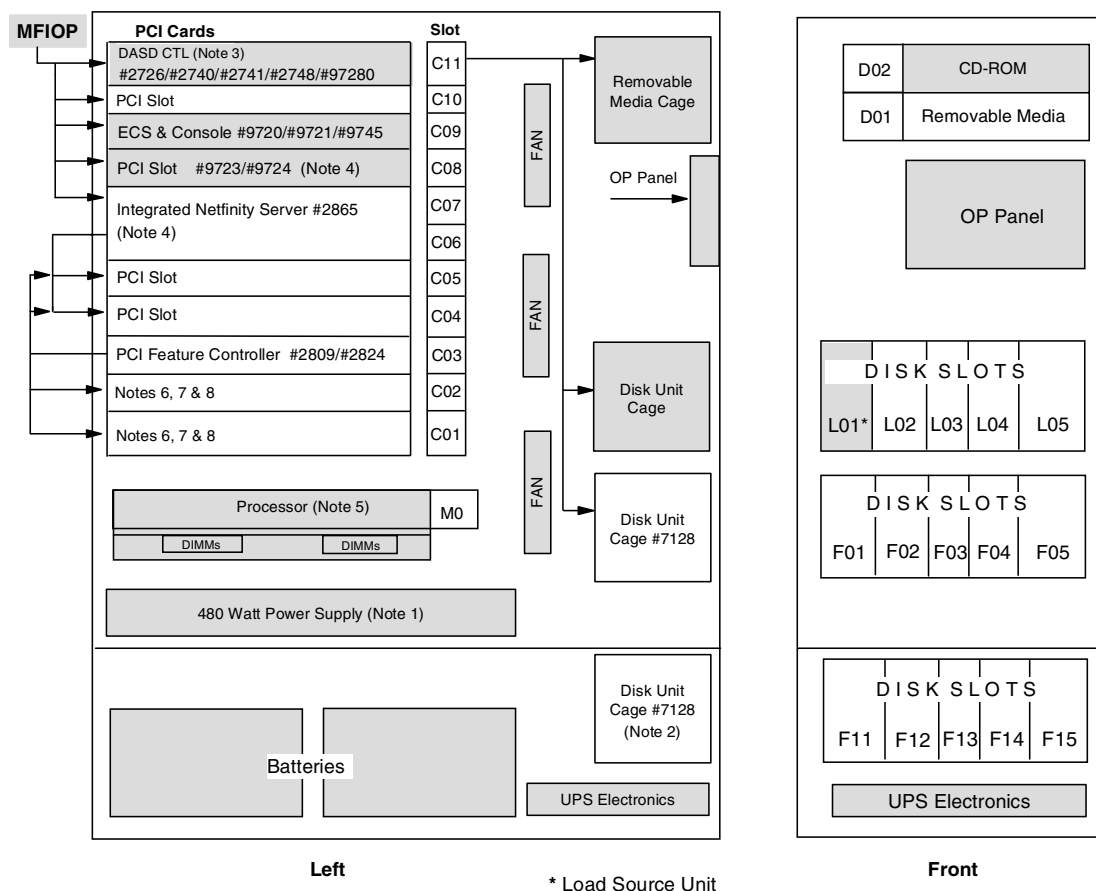 MFIOP
PCI Cards
Slot
DASD CTL (Note 3)
#2726/#2740/#2741/#2748/#97280
C11
PCI Slot
C10
ECS & Console #9720/#9721/#9745
C09
PCI Slot #9723/#9724 (Note 4)
C08
Integrated Netfinity Server #2865
(Note 4)
C07
C06
PCI Slot
C05
PCI Slot
C04
PCI Feature Controller #2809/#2824
C03
Notes 6, 7 & 8
C02
Notes 6, 7 & 8
C01
Processor (Note 5)
M0
DIMMs
DIMMs
480 Watt Power Supply (Note 1)
Batteries
FAN
FAN
FAN
Removable
Media Cage
OP Panel
Disk Unit
Cage
Disk Unit
Cage #7128
Disk Unit
Cage #7128
(Note 2)
UPS Electronics
Left
* Load Source Unit
D02
CD-ROM
D01
Removable Media
OP Panel
DISK SLOTS
L01* L02 L03 L04 L05
DISK SLOTS
F01 F02 F03 F04 F05
DISK SLOTS
F11 F12 F13 F14 F15
UPS Electronics
Front